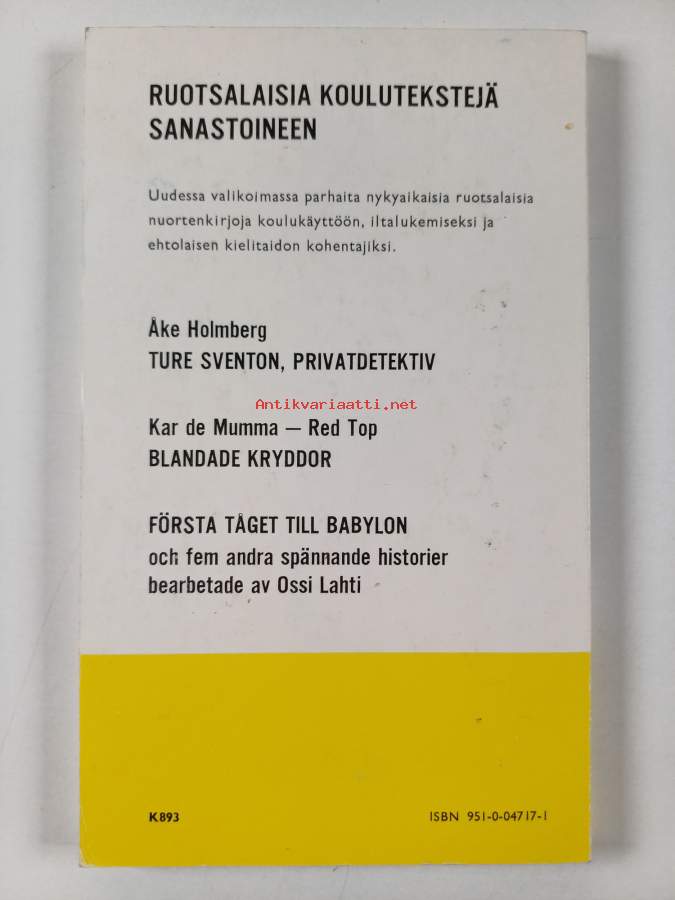 RUOTSALAISIA KOULUTEKSTEJÄ
SANASTOINEEN
Uudessa valikoimassa parhaita nykyaikaisia ruotsalaisia
nuortenkirjoja koulukäyttöön, iltalukemiseksi ja
ehtolaisen kielitaidon kohentajiksi.
Åke Holmberg
TURE SVENTON, PRIVATDETEKTIV
Antikvariaatti.net
Kar de Mumma — Red Top
BLANDADE KRYDDOR
FÖRSTA TÅGET TILL BABYLON
och fem andra spännande historier
bearbetade av Ossi Lahti
K893
ISBN 951-0-04717-1